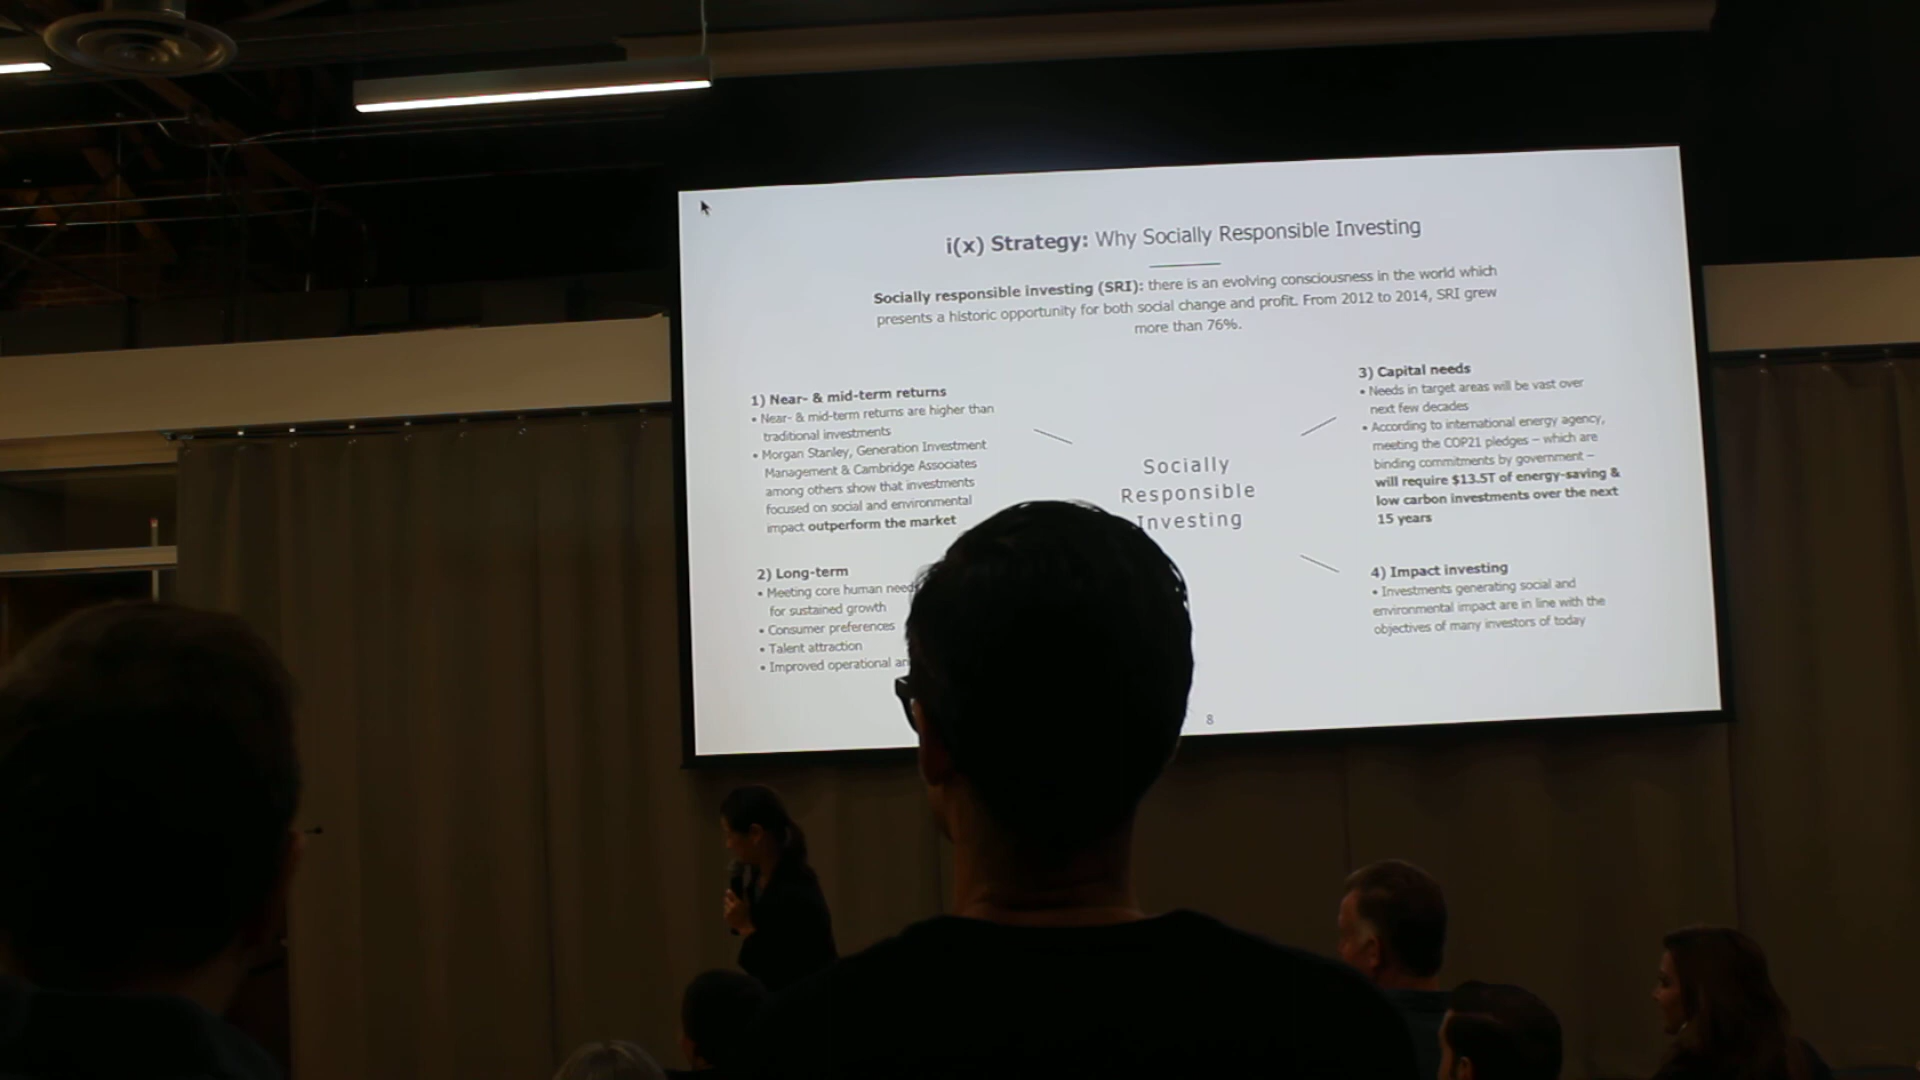 i(x) Strategy: Why Socially Responsible Investing
Socially responsible investing (SRI): there is an evolving consciousness in the world which
presents a historic opportunity for both social change and profit. From 2012 to 2014, SRI grew
more than 76%.
1) Near- & mid-term returns
• Near- & mid-term returns are higher than
traditional investments
• Morgan Stanley, Generation Investment
Management & Cambridge Associates
among others show that investments
focused on social and environmental
impact outperform the market
2) Long-term
• Meeting core human need
for sustained growth
• Consumer preferences
• Talent attraction
• Improved operational an
Socially
Responsible
Investing
3) Capital needs
• Needs in target areas will be vast over
next few decades
• According to international energy agency,
meeting the COP21 pledges – which are
binding commitments by government –
will require $13.5T of energy-saving &
low carbon investments over the next
15 years
4) Impact investing
• Investments generating social and
environmental impact are in line with the
objectives of many investors of today
8